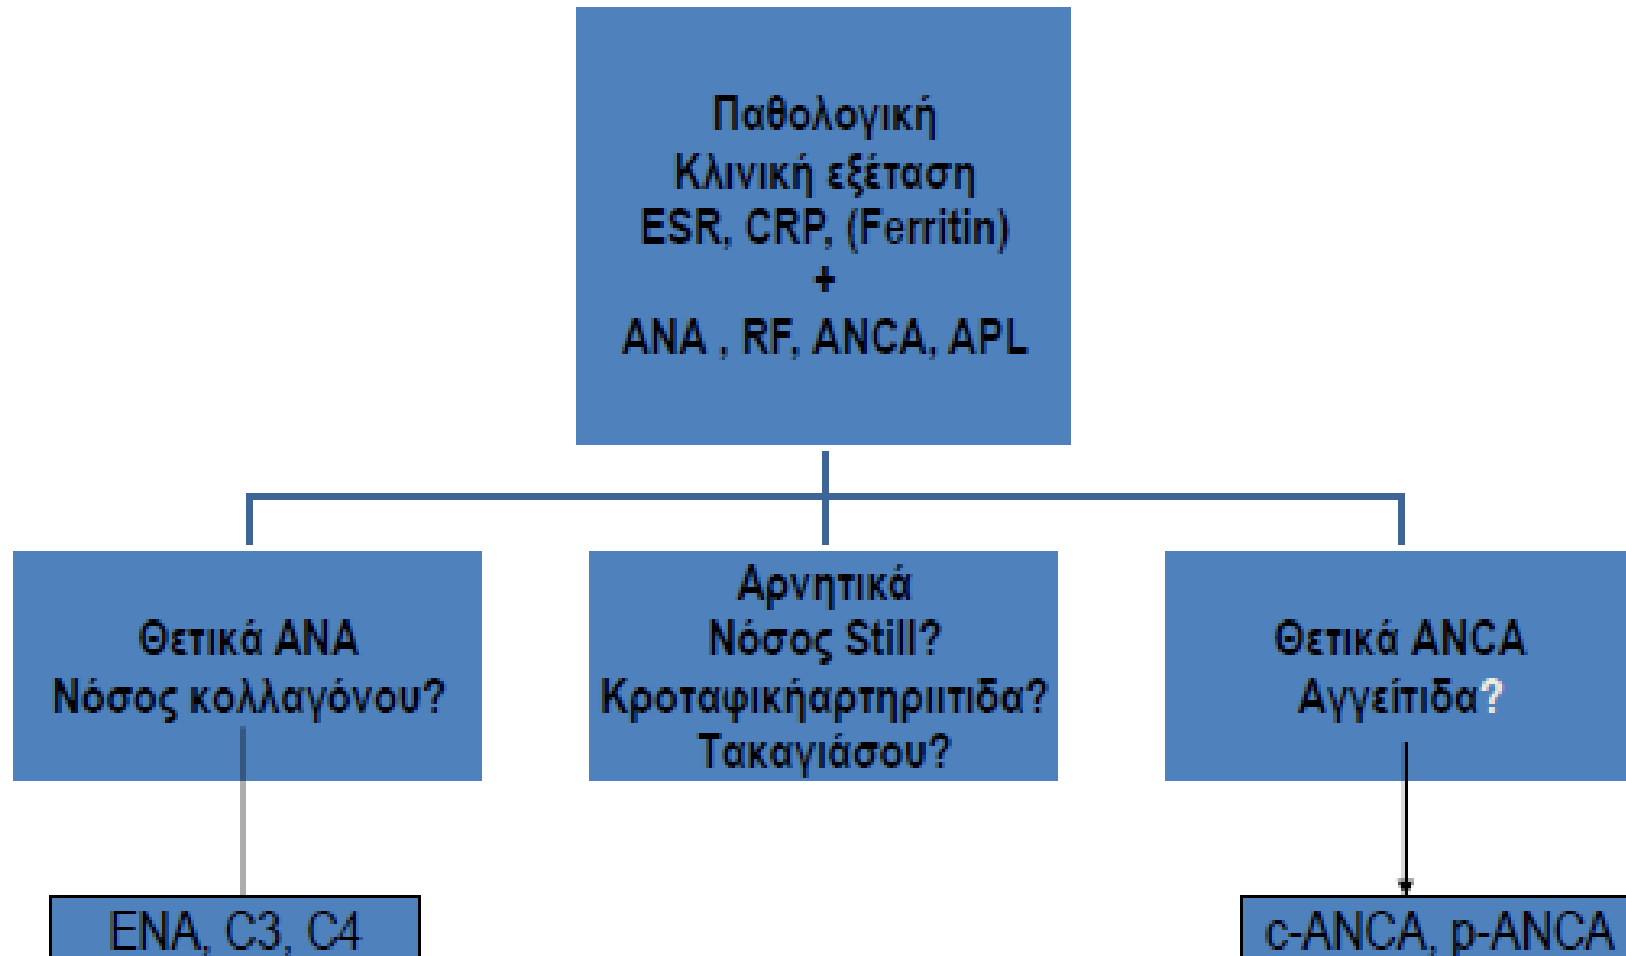 Παθολογική
Κλινική εξέταση
ESR, CRP, (Ferritin)
+
ANA , RF, ANCA, APL
Θετικά ANA
Νόσος κολλαγόνου?
Αρνητικά
Νόσος Still?
Κροταφικήαρτηριιτιδα?
Τακαγιάσου?
Θετικά ANCA
Αγγείτιδα?
ENA, C3, C4
c-ANCA, p-ANCA